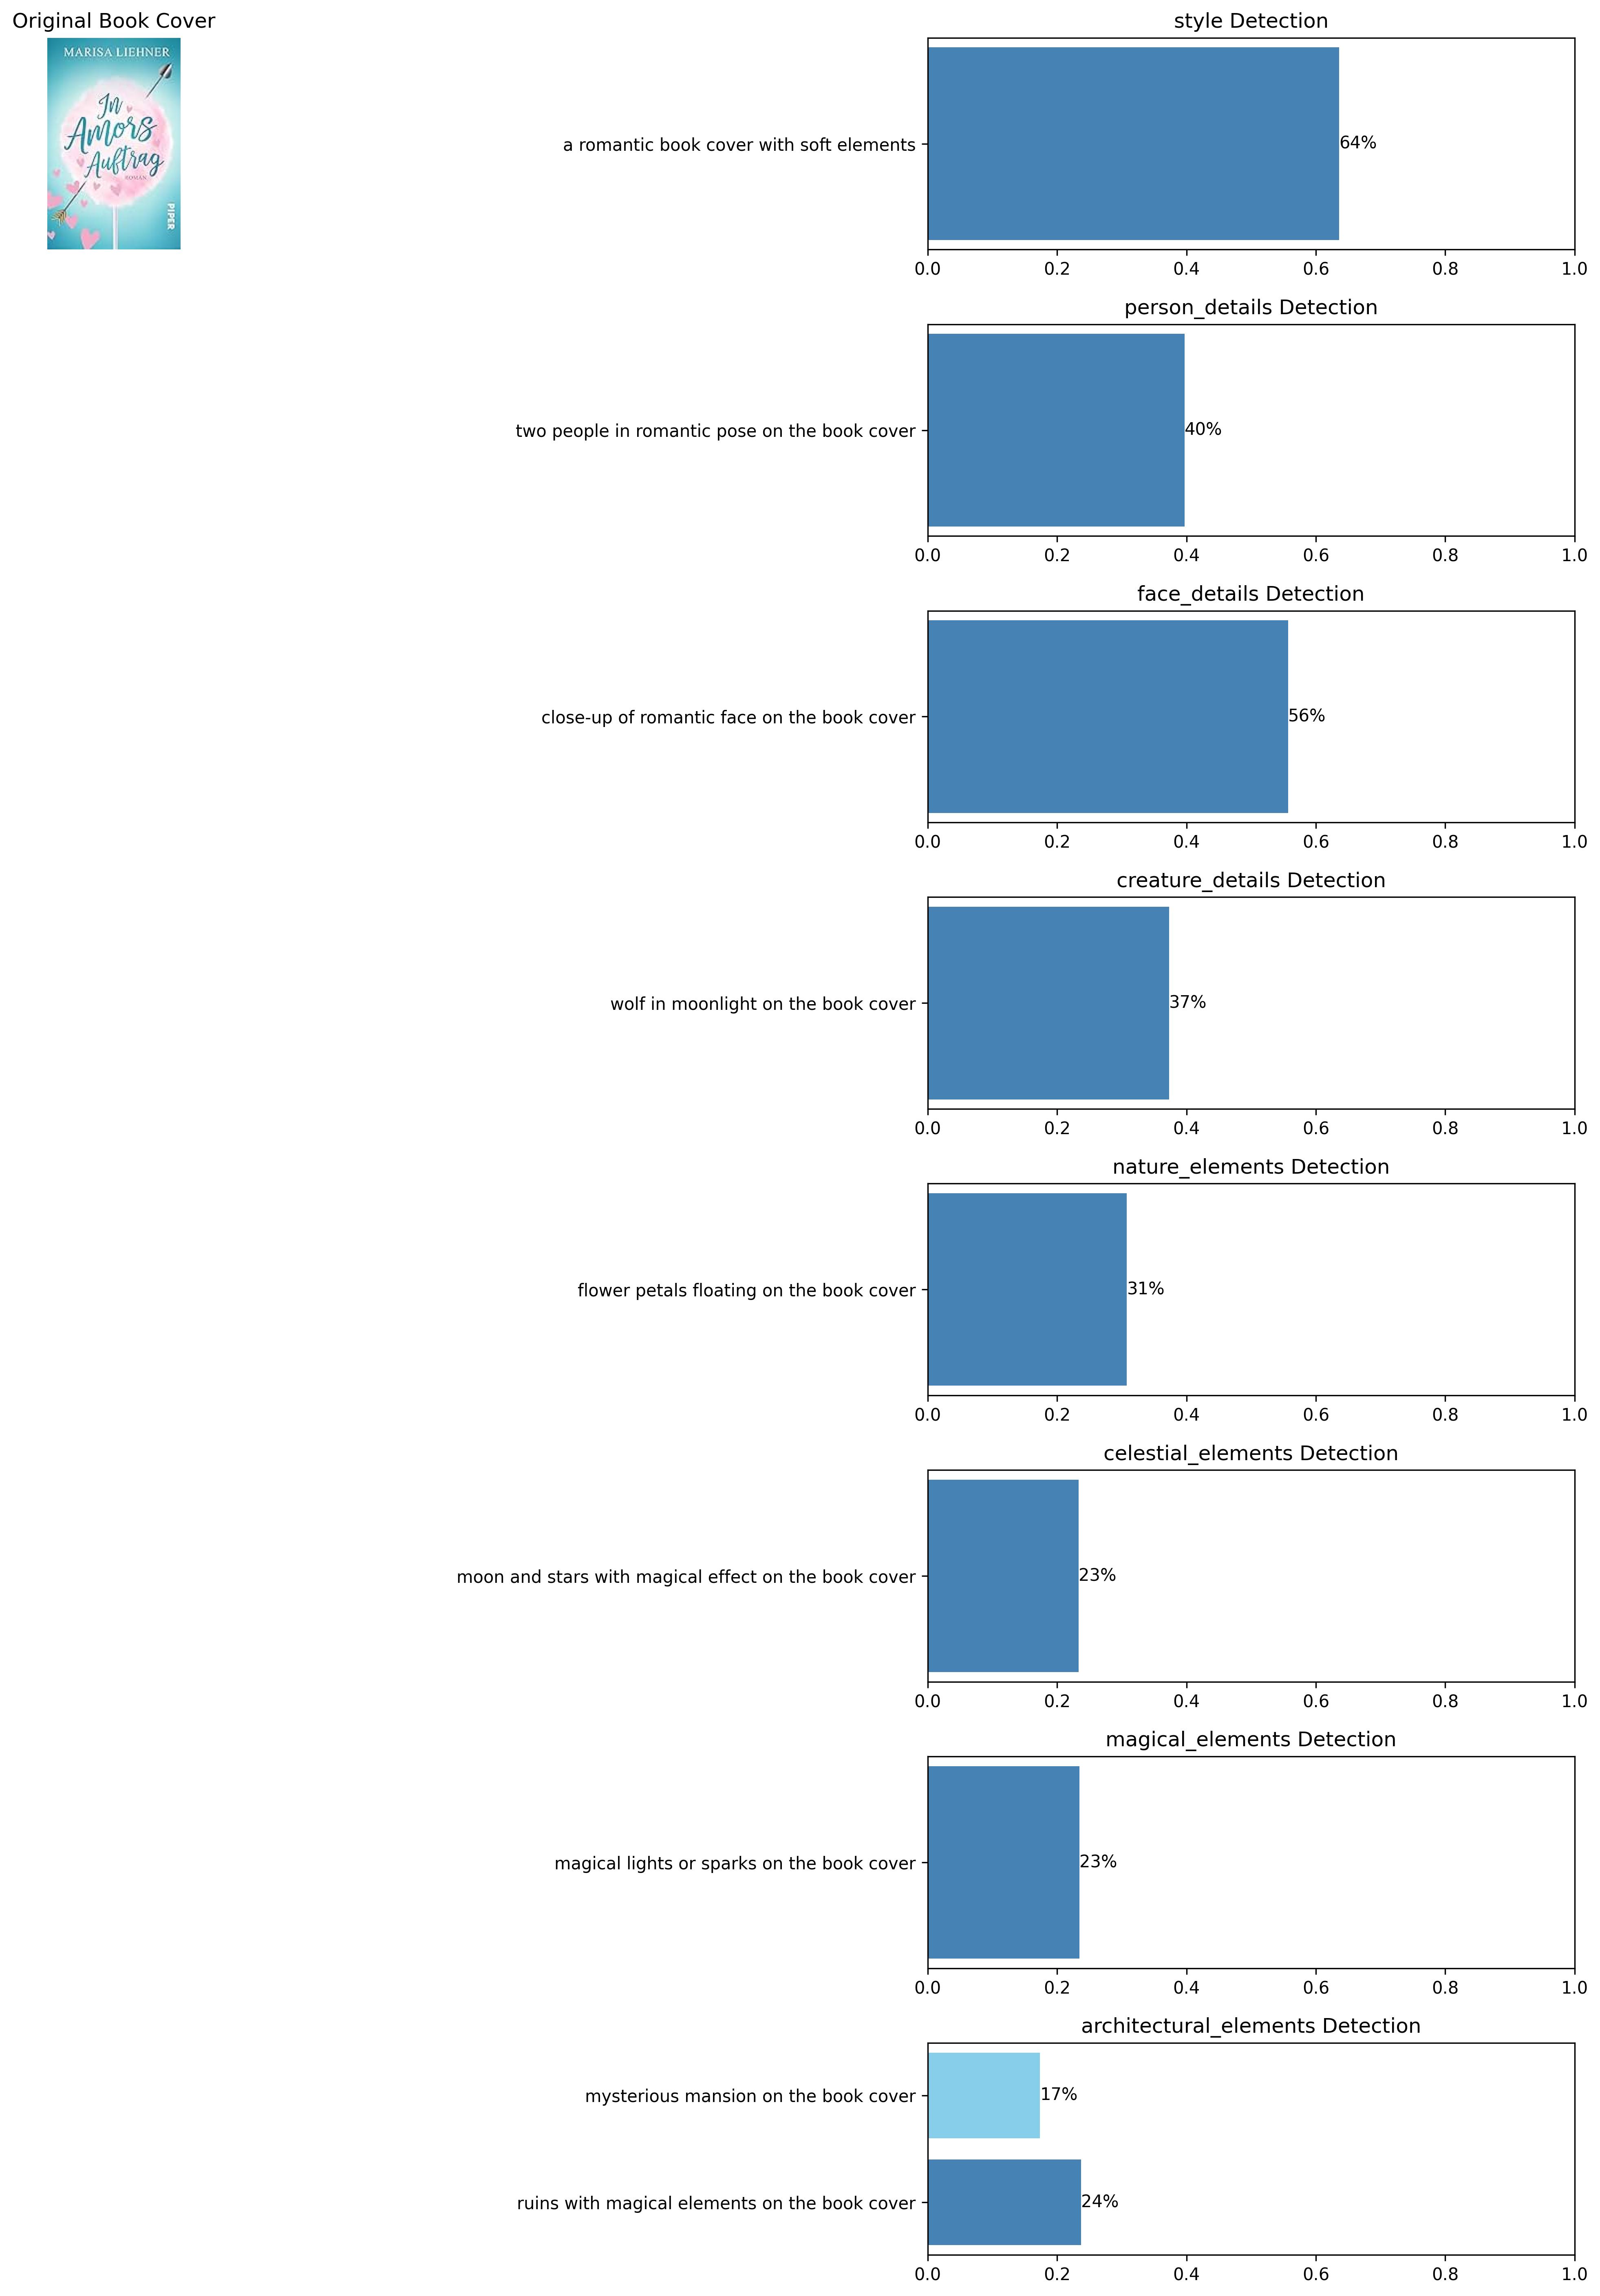 Original Book Cover
MARISA LIEHNER
In
Amors
Auftrag
ROMAN
PIPER
style Detection
a romantic book cover with soft elements
64%
0.0 0.2 0.4 0.6 0.8 1.0
person_details Detection
two people in romantic pose on the book cover
40%
0.0 0.2 0.4 0.6 0.8 1.0
face_details Detection
close-up of romantic face on the book cover
56%
0.0 0.2 0.4 0.6 0.8 1.0
creature_details Detection
wolf in moonlight on the book cover
37%
0.0 0.2 0.4 0.6 0.8 1.0
nature_elements Detection
flower petals floating on the book cover
31%
0.0 0.2 0.4 0.6 0.8 1.0
celestial_elements Detection
moon and stars with magical effect on the book cover
23%
0.0 0.2 0.4 0.6 0.8 1.0
magical_elements Detection
magical lights or sparks on the book cover
23%
0.0 0.2 0.4 0.6 0.8 1.0
architectural_elements Detection
mysterious mansion on the book cover
17%
ruins with magical elements on the book cover
24%
0.0 0.2 0.4 0.6 0.8 1.0